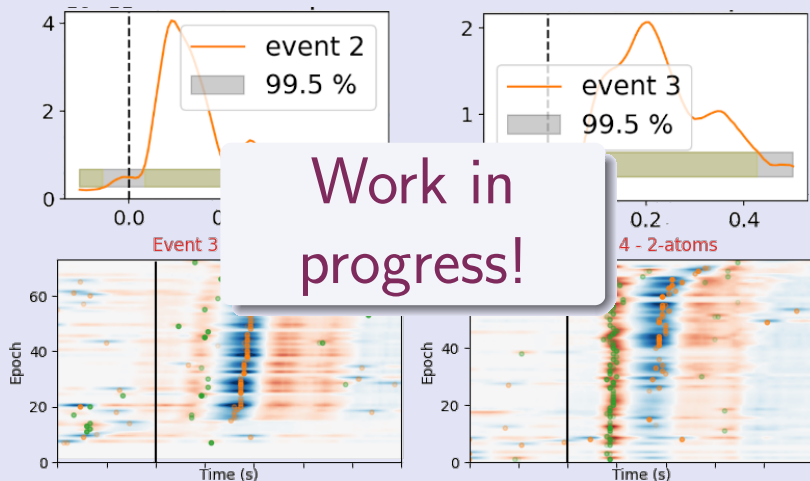 4
event 2
99.5 %
2
0
0.0
2
event 3
99.5 %
1
0.2
0.4
Work in
progress!
Event 3
4 - 2-atoms
60
40
20
0
Epoch
Time (s)
40
20
0
Epoch
Time (s)